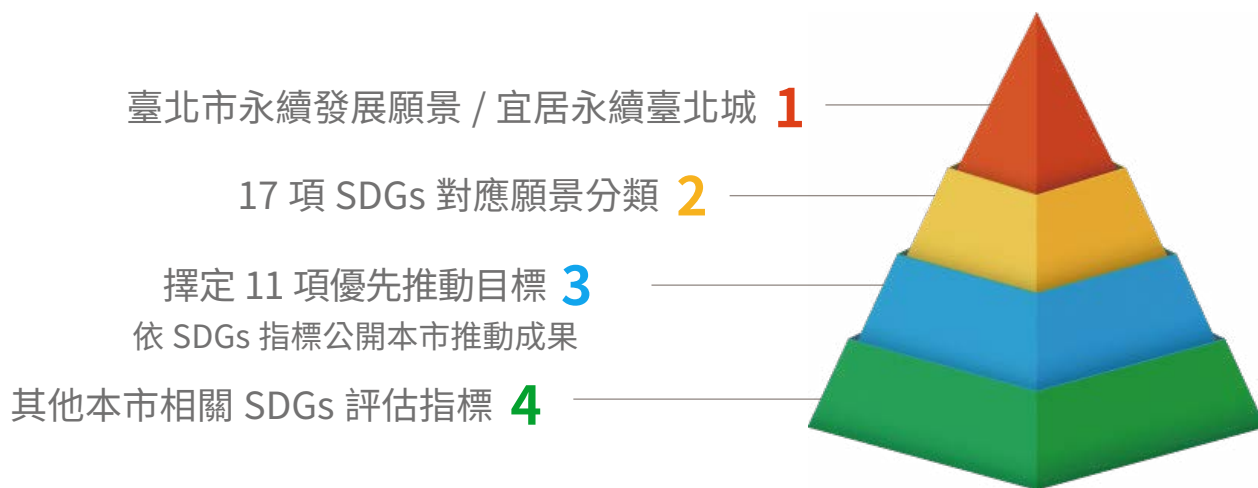 臺北市永續發展願景 / 宜居永續臺北城 1
17 項 SDGs 對應願景分類 2
擇定 11 項優先推動目標 3
依 SDGs 指標公開本市推動成果
其他本市相關 SDGs 評估指標 4